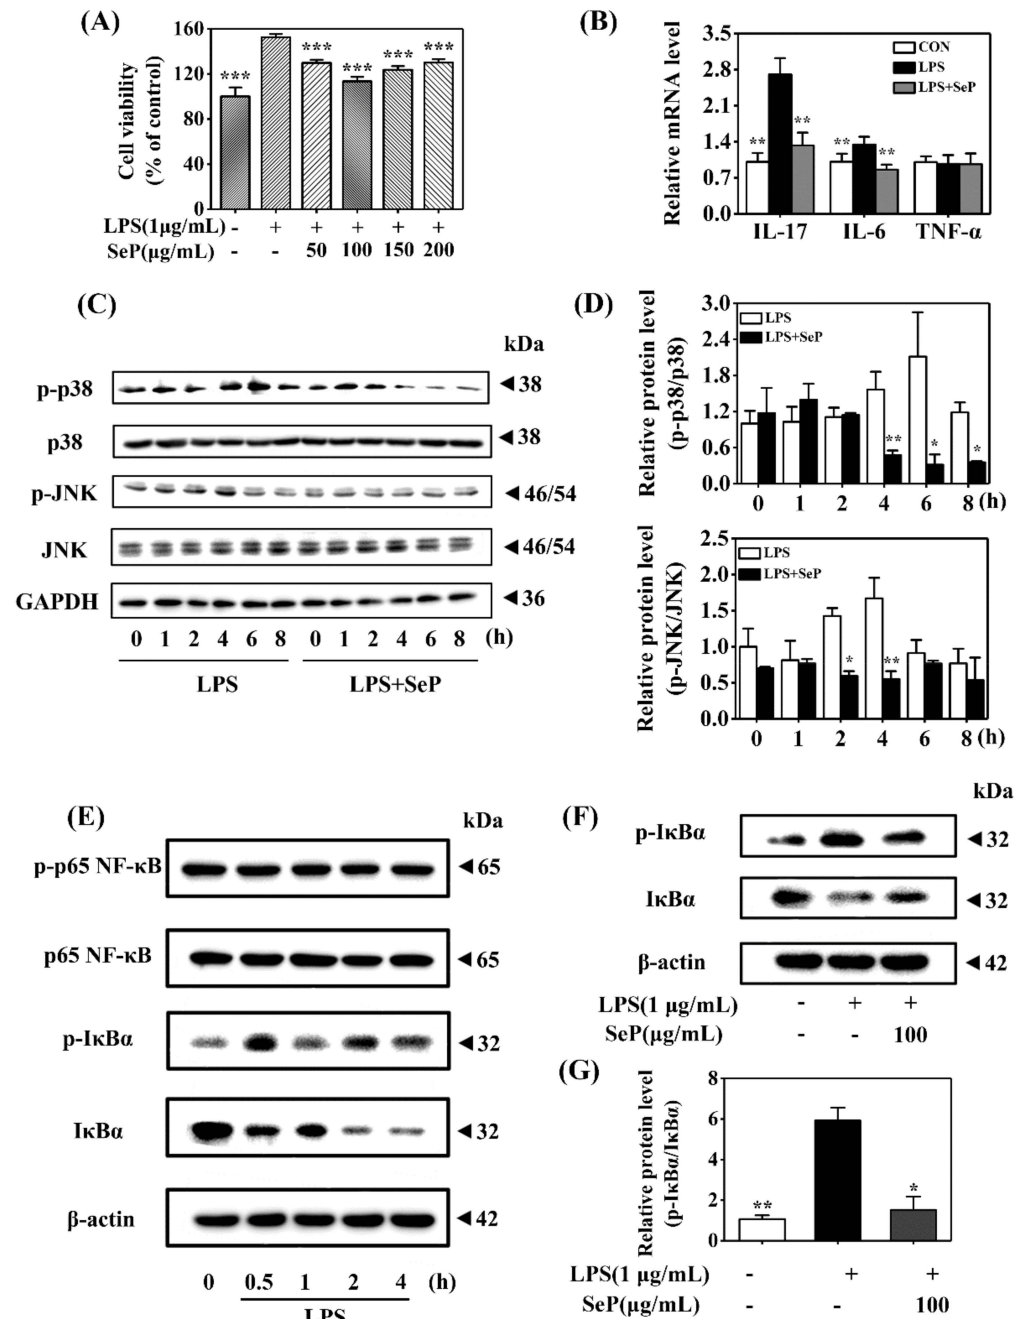 (A)
Cell viability
(% of control)
160
120
80
40
0
***
***
***
***
***
LPS(1μg/mL) - + + + + +
SeP(μg/mL) - - 50 100 150 200
(B)
Relative mRNA level
3.5
2.8
2.1
1.4
0.7
0.0
CON
LPS
LPS+SeP
**
**
**
**
IL-17 IL-6 TNF-α
(C)
kDa
p-p38 ◄38
p38 ◄38
p-JNK ◄46/54
JNK ◄46/54
GAPDH ◄36
0 1 2 4 6 8 0 1 2 4 6 8 (h)
LPS LPS+SeP
(D)
Relative protein level
(p-p38/p38)
3.0
2.4
1.8
1.2
0.6
0.0
LPS
LPS+SeP
**
*
*
0 1 2 4 6 8 (h)
Relative protein level
(p-JNK/JNK)
2.5
2.0
1.5
1.0
0.5
0.0
LPS
LPS+SeP
*
**
0 1 2 4 6 8 (h)
(E)
kDa
p-p65 NF-κB ◄65
p65 NF-κB ◄65
p-IκBα ◄32
IκBα ◄32
β-actin ◄42
0 0.5 1 2 4 (h)
LPS
(F)
kDa
p-IκBα ◄32
IκBα ◄32
β-actin ◄42
LPS(1 μg/mL) - + +
SeP(μg/mL) - - 100
(G)
Relative protein level
(p-IκBα/IκBα)
8
6
4
2
0
**
*
LPS(1 μg/mL) - + +
SeP(μg/mL) - - 100